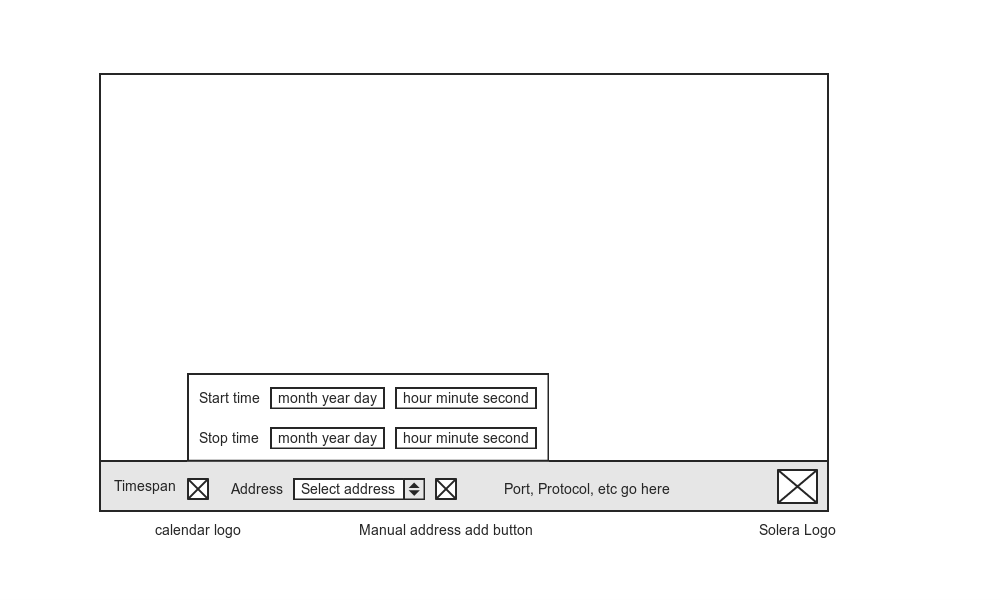 Start time month year day hour minute second
Stop time month year day hour minute second
Timespan Address Select address Port, Protocol, etc go here
calendar logo Manual address add button Solera Logo